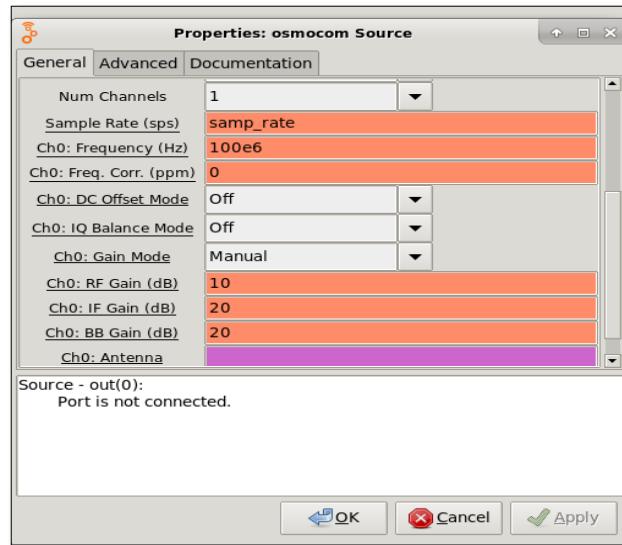 Properties: osmocom Source
General Advanced Documentation
Num Channels 1
Sample Rate (sps) samp_rate
Ch0: Frequency (Hz) 100e6
Ch0: Freq. Corr. (ppm) 0
Ch0: DC Offset Mode Off
Ch0: IQ Balance Mode Off
Ch0: Gain Mode Manual
Ch0: RF Gain (dB) 10
Ch0: IF Gain (dB) 20
Ch0: BB Gain (dB) 20
Ch0: Antenna
Source - out(0):
Port is not connected.
OK Cancel Apply